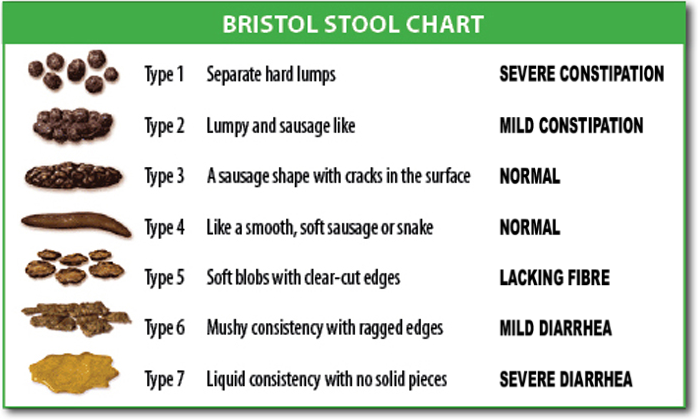 BRISTOL STOOL CHART
Type 1 Separate hard lumps SEVERE CONSTIPATION
Type 2 Lumpy and sausage like MILD CONSTIPATION
Type 3 A sausage shape with cracks in the surface NORMAL
Type 4 Like a smooth, soft sausage or snake NORMAL
Type 5 Soft blobs with clear-cut edges LACKING FIBRE
Type 6 Mushy consistency with ragged edges MILD DIARRHEA
Type 7 Liquid consistency with no solid pieces SEVERE DIARRHEA